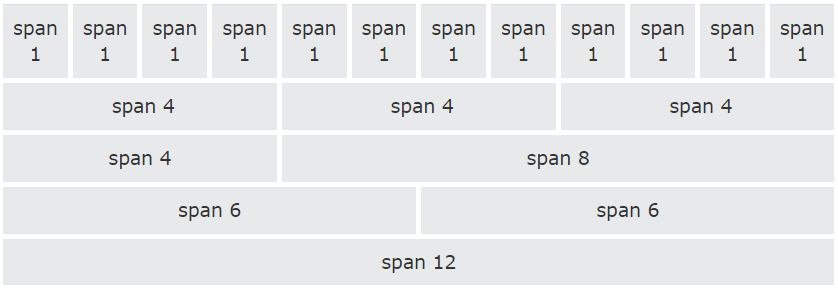 span span span span span span span span span span span span
1 1 1 1 1 1 1 1 1 1 1 1
span 4 span 4 span 4
span 4 span 8
span 6 span 6
span 12